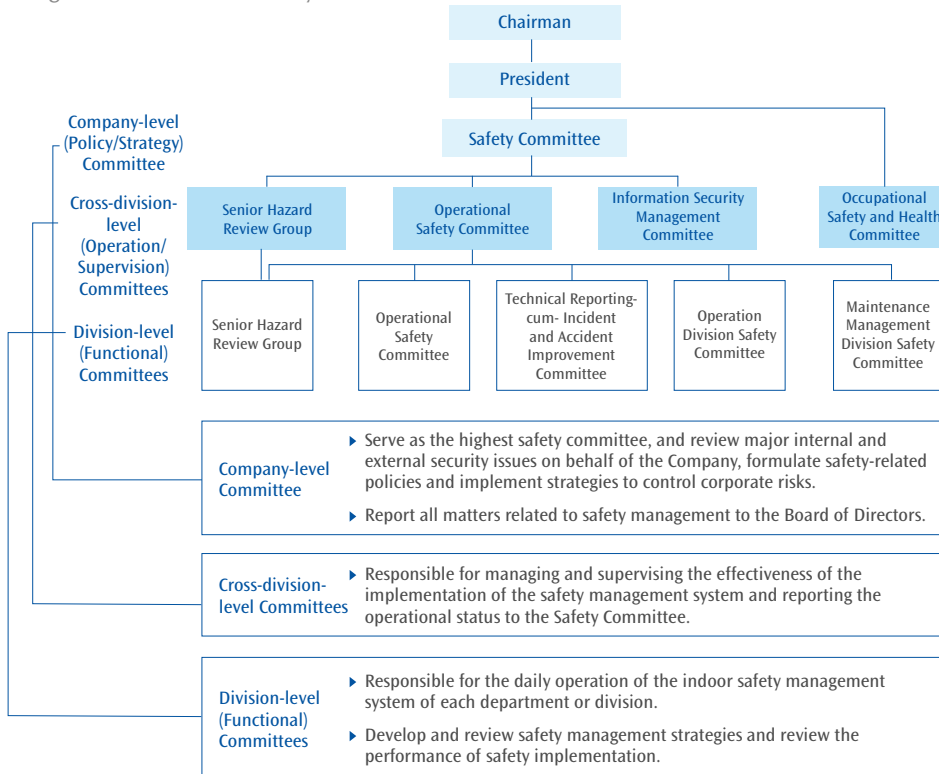 Chairman
President
Safety Committee
Company-level
(Policy/Strategy)
Committee
Cross-division-
level
(Operation/
Supervision)
Committees
Division-level
(Functional)
Committees
Senior Hazard
Review Group
Operational
Safety Committee
Information Security
Management
Committee
Occupational
Safety and Health
Committee
Senior Hazard
Review Group
Operational
Safety
Committee
Technical Reporting-
cum- Incident
and Accident
Improvement
Committee
Operation
Division Safety
Committee
Maintenance
Management
Division Safety
Committee
Company-level
Committee
▶ Serve as the highest safety committee, and review major internal and
external security issues on behalf of the Company, formulate safety-related
policies and implement strategies to control corporate risks.
▶ Report all matters related to safety management to the Board of Directors.
Cross-division-
level Committees
▶ Responsible for managing and supervising the effectiveness of the
implementation of the safety management system and reporting the
operational status to the Safety Committee.
Division-level
(Functional)
Committees
▶ Responsible for the daily operation of the indoor safety management
system of each department or division.
▶ Develop and review safety management strategies and review the
performance of safety implementation.